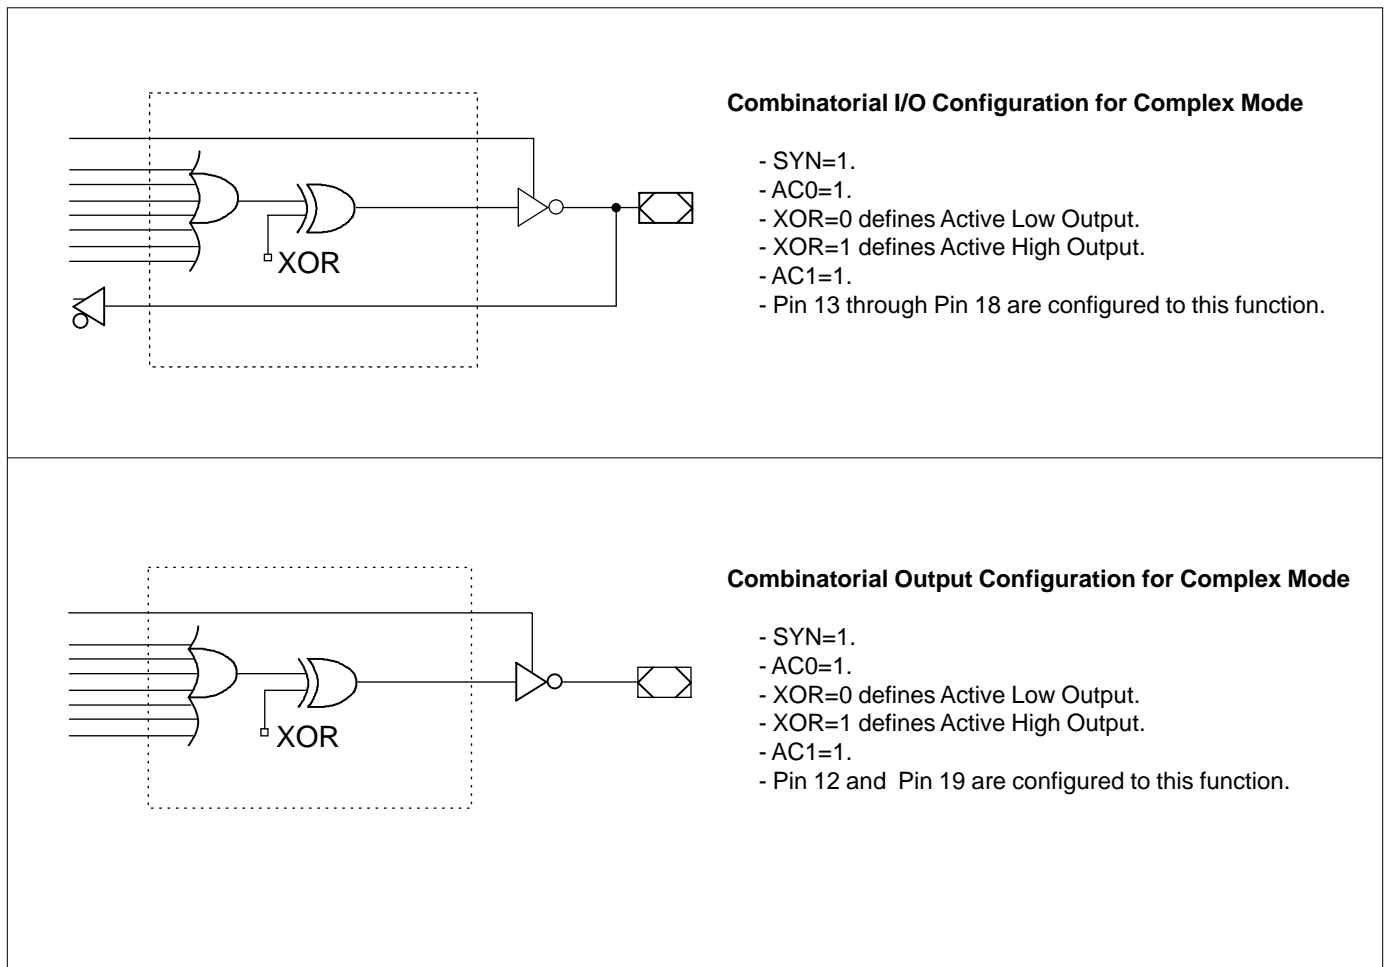 Combinatorial I/O Configuration for Complex Mode
- SYN=1.
- AC0=1.
- XOR=0 defines Active Low Output.
- XOR=1 defines Active High Output.
- AC1=1.
- Pin 13 through Pin 18 are configured to this function.
XOR
Combinatorial Output Configuration for Complex Mode
- SYN=1.
- AC0=1.
- XOR=0 defines Active Low Output.
- XOR=1 defines Active High Output.
- AC1=1.
- Pin 12 and  Pin 19 are configured to this function.
XOR